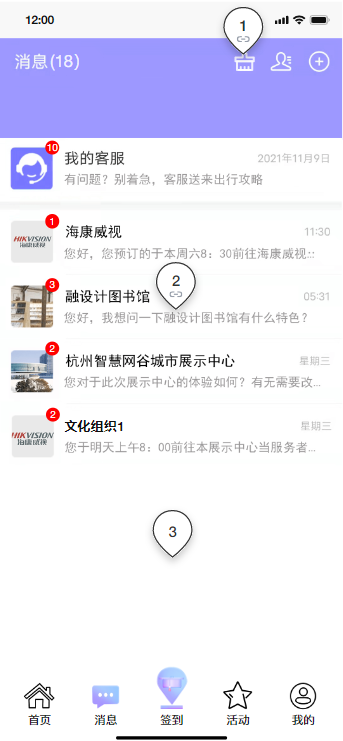 12:00
1
消息(18)
10
我的客服
2021年11月9日
有问题？别着急，客服送来出行攻略
1
HIKVISION
海康威视
海康威视
11:30
您好，您预订的于本周六8：30前往海康威视...
2
3
融设计图书馆
05:31
您好，我想问一下融设计图书馆有什么特色？
2
杭州智慧网谷城市展示中心
星期三
您对于此次展示中心的体验如何？有无需要改...
2
HIKVISION
海康威视
文化组织1
星期三
您于明天上午8：00前往本展示中心当服务者...
3
首页
消息
签到
活动
我的